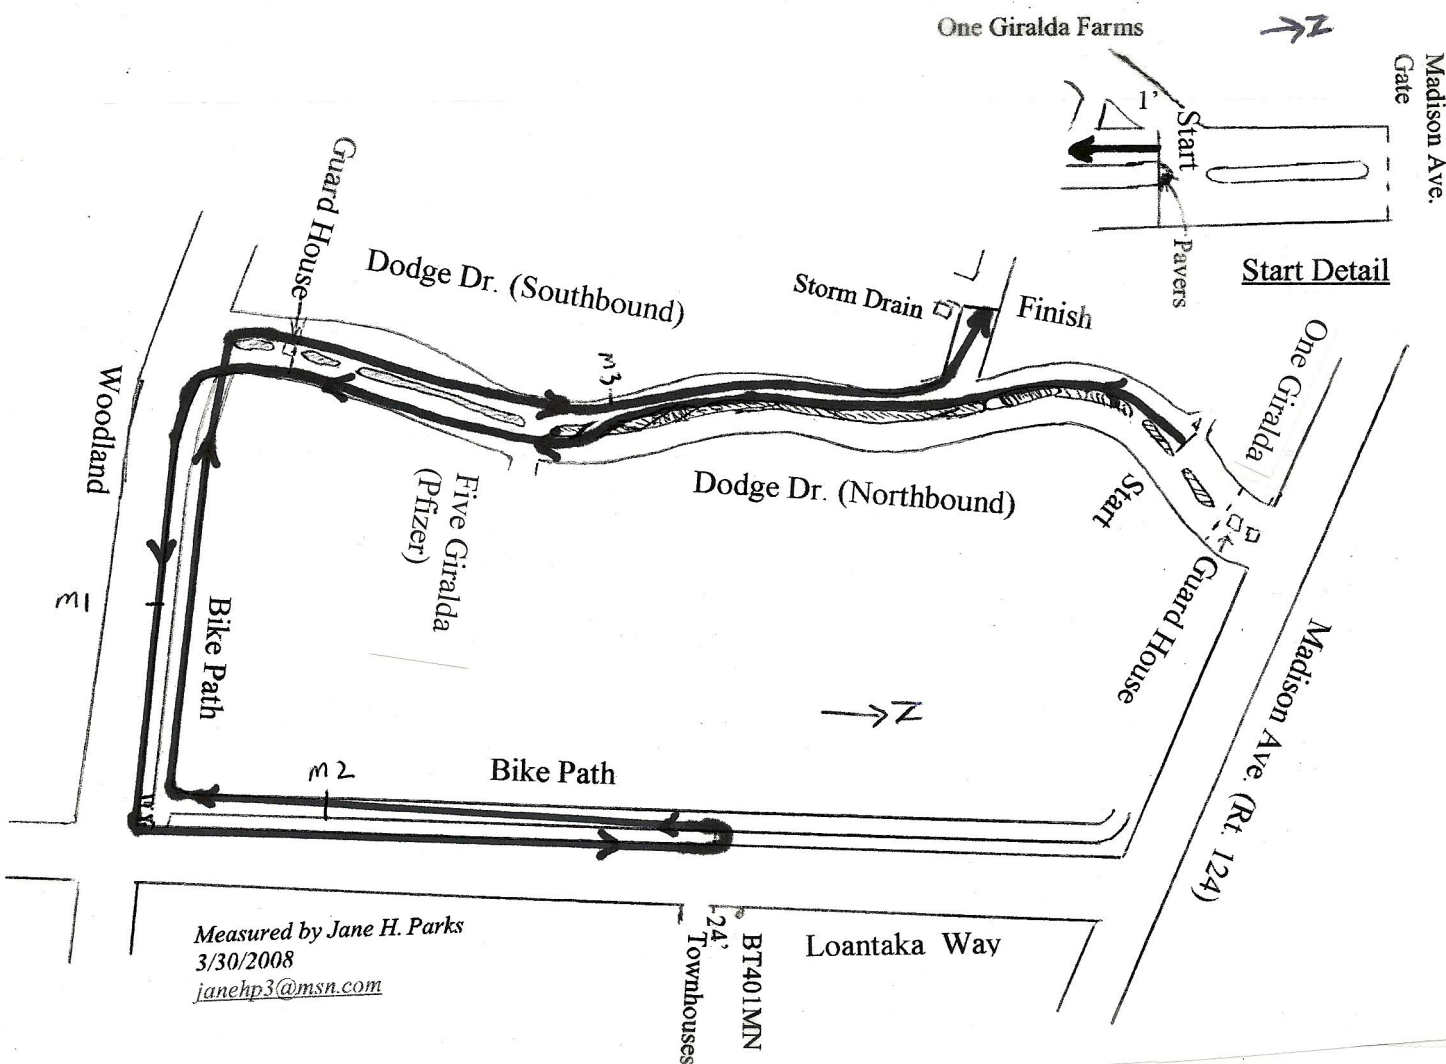 One Giralda Farms
→Z
Madison Ave.
Gate
1'
Start
Pavers
Start Detail
Guard House
Dodge Dr. (Southbound)
Storm Drain
Finish
One Giralda
m3
Woodland
Five Giralda
(Pfizer)
Dodge Dr. (Northbound)
Start
Guard House
m1
Bike Path
→Z
Madison Ave. (Rt. 124)
m2
Bike Path
Measured by Jane H. Parks
3/30/2008
janehp3@msn.com
24'
Townhouses
BT401MN
Loantaka Way